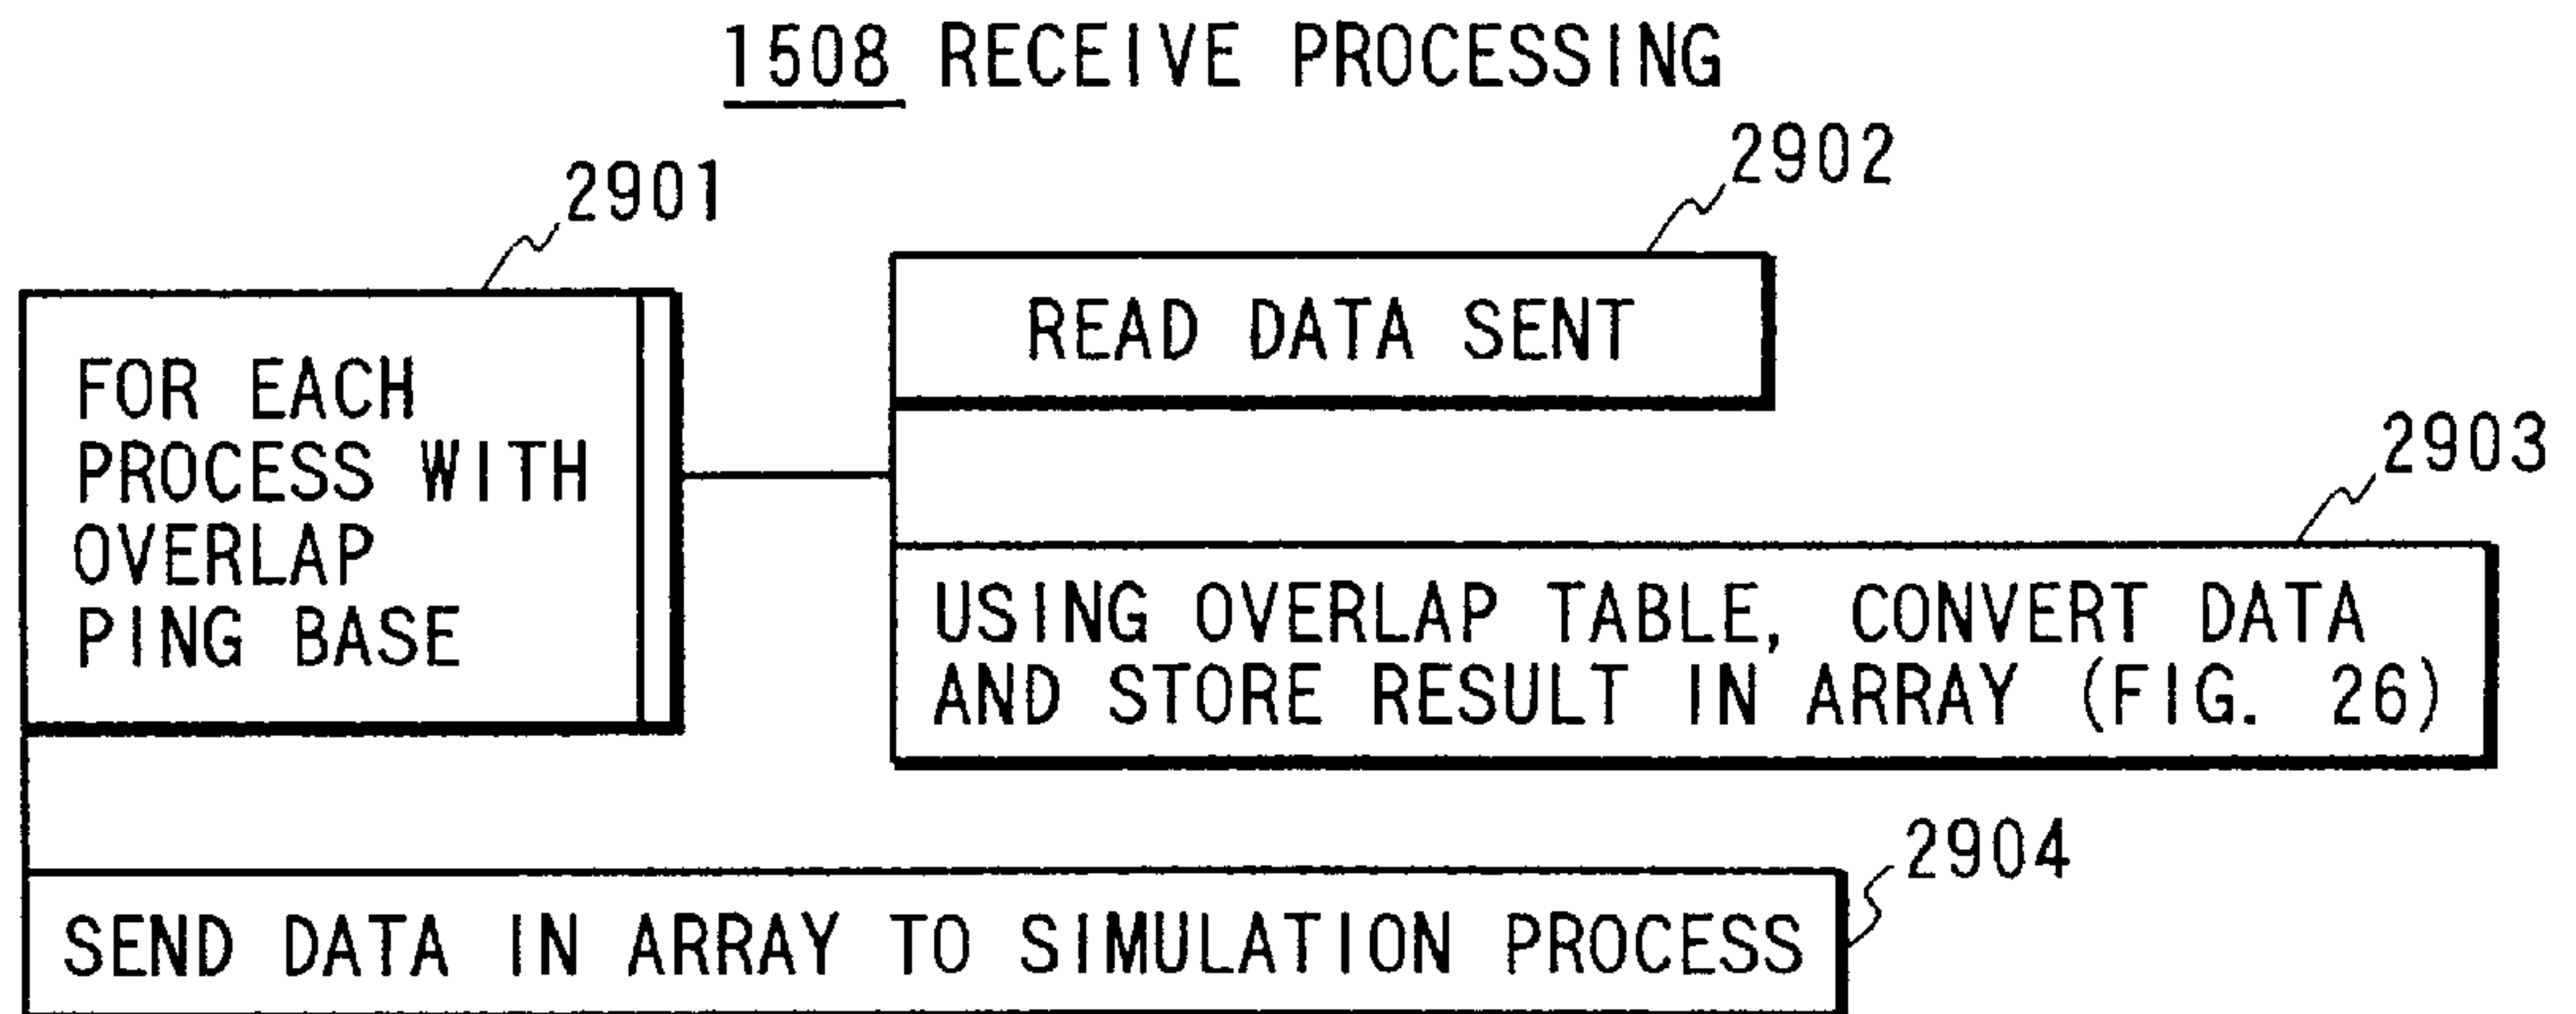 1508 RECEIVE PROCESSING
2901
2902
FOR EACH
PROCESS WITH
OVERLAP
PING BASE
READ DATA SENT
2903
USING OVERLAP TABLE, CONVERT DATA
AND STORE RESULT IN ARRAY (FIG. 26)
2904
SEND DATA IN ARRAY TO SIMULATION PROCESS